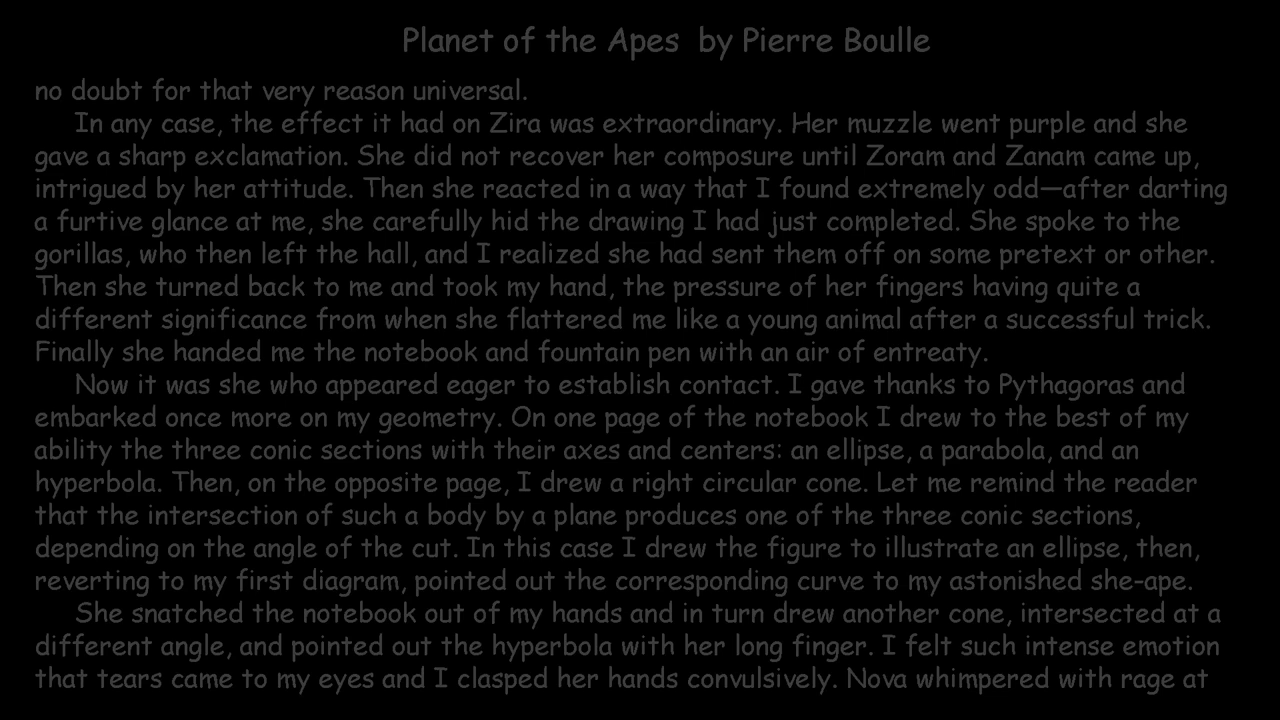 Planet of the Apes  by Pierre Boulle
no doubt for that very reason universal.
In any case, the effect it had on Zira was extraordinary. Her muzzle went purple and she
gave a sharp exclamation. She did not recover her composure until Zoram and Zanam came up,
intrigued by her attitude. Then she reacted in a way that I found extremely odd—after darting
a furtive glance at me, she carefully hid the drawing I had just completed. She spoke to the
gorillas, who then left the hall, and I realized she had sent them off on some pretext or other.
Then she turned back to me and took my hand, the pressure of her fingers having quite a
different significance from when she flattered me like a young animal after a successful trick.
Finally she handed me the notebook and fountain pen with an air of entreaty.
Now it was she who appeared eager to establish contact. I gave thanks to Pythagoras and
embarked once more on my geometry. On one page of the notebook I drew to the best of my
ability the three conic sections with their axes and centers: an ellipse, a parabola, and an
hyperbola. Then, on the opposite page, I drew a right circular cone. Let me remind the reader
that the intersection of such a body by a plane produces one of the three conic sections,
depending on the angle of the cut. In this case I drew the figure to illustrate an ellipse, then,
reverting to my first diagram, pointed out the corresponding curve to my astonished she-ape.
She snatched the notebook out of my hands and in turn drew another cone, intersected at a
different angle, and pointed out the hyperbola with her long finger. I felt such intense emotion
that tears came to my eyes and I clasped her hands convulsively. Nova whimpered with rage at